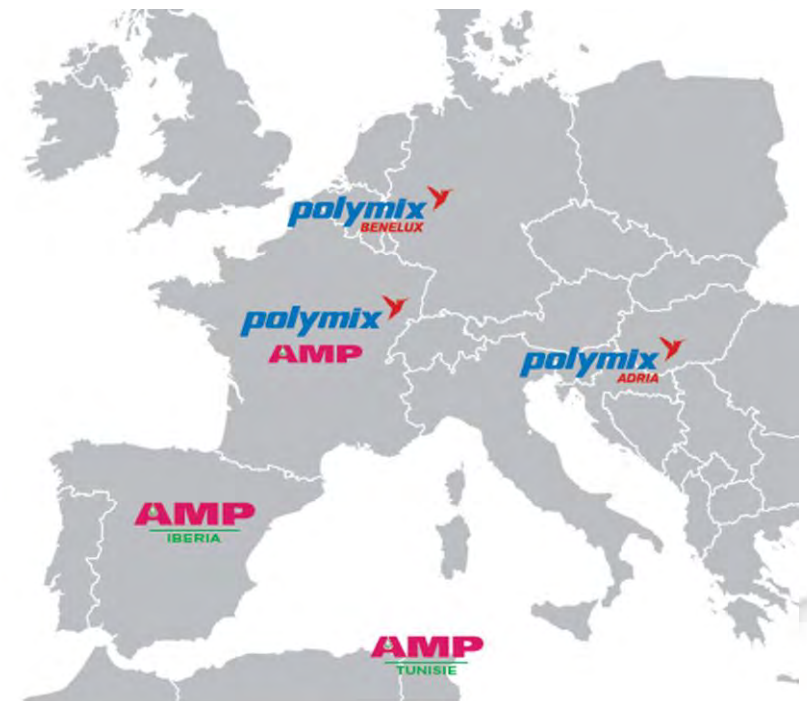 polymix
BENELUX
polymix
AMP
polymix
ADRIA
AMP
IBERIA
AMP
TUNISIE